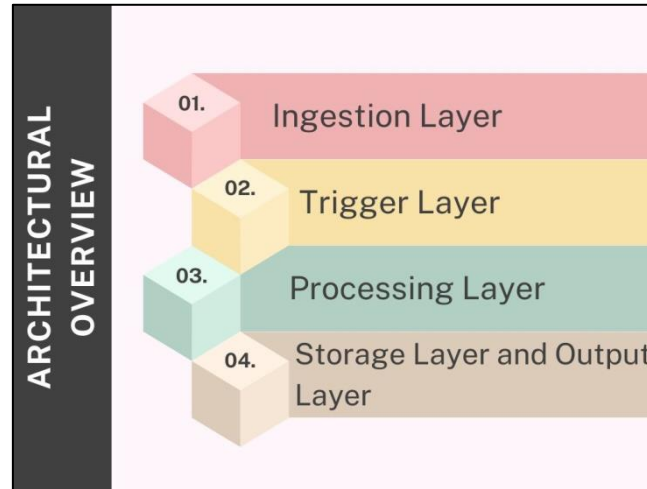 ARCHITECTURAL
OVERVIEW
01.
Ingestion Layer
02.
Trigger Layer
03.
Processing Layer
04.
Storage Layer and Output
Layer